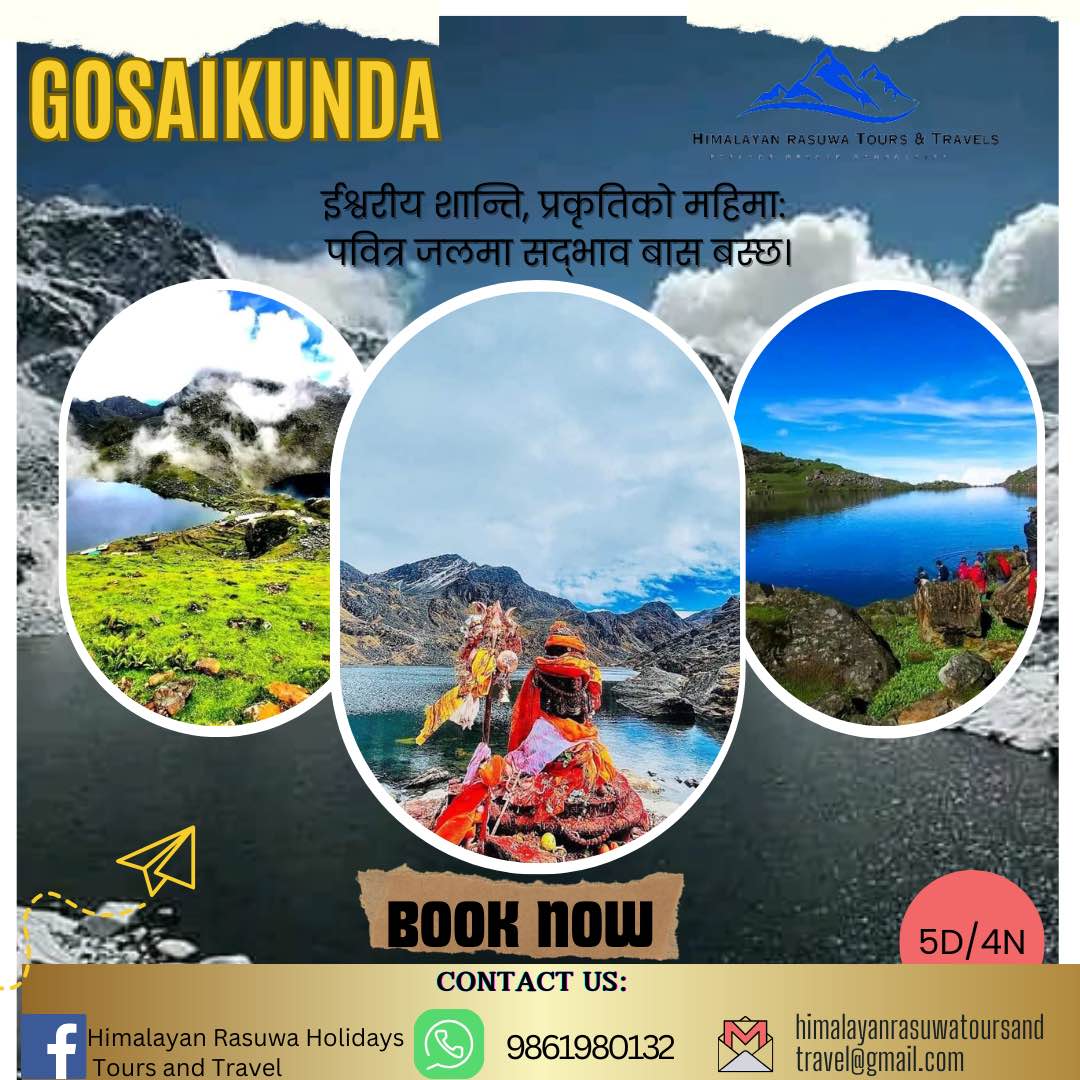 GOSAIKUNDA
HIMALAYAN RASUWA TOURS & TRAVELS
ईश्वरीय शान्ति, प्रकृतिको महिमा:
पवित्र जलमा सद्‌भाव बास बस्छ।
BOOK NOW
5D/4N
CONTACT US:
Himalayan Rasuwa Holidays
Tours and Travel
9861980132
himalayanrasuwatoursand
travel@gmail.com